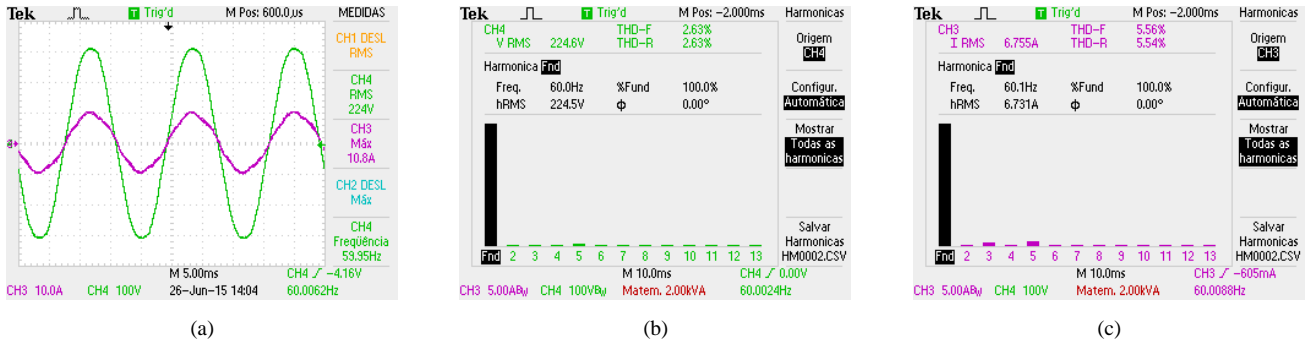 Tek Trig'd M Pos: 600.0us MEDIDAS
CH1 DESL
RMS
CH4
RMS
224V
CH3
Máx
10.8A
CH2 DESL
Máx
CH4
Freqüência
59.95Hz
M 5.00ms CH4 -4.16V
CH3 10.0A CH4 100V 26-Jun-15 14:04 60.0062Hz
(a)
Tek Trig'd M Pos: -2.000ms Harmonicas
CH4 THD-F 2.63%
V RMS 224.6V THD-R 2.63%
Harmonica Fnd
Freq. 60.0Hz %Fund 100.0%
hRMS 224.5V ϕ 0.00°
Origem
CH4
Configur.
Automática
Mostrar
Todas as
harmonicas
Salvar
Harmonicas
HM0002.CSV
Fnd 2 3 4 5 6 7 8 9 10 11 12 13
M 10.0ms CH4 0.00V
CH3 5.00ABw CH4 100VBw Matem. 2.00kVA 60.0024Hz
(b)
Tek Trig'd M Pos: -2.000ms Harmonicas
CH3 THD-F 5.56%
I RMS 6.755A THD-R 5.54%
Harmonica Fnd
Freq. 60.1Hz %Fund 100.0%
hRMS 6.731A ϕ 0.00°
Origem
CH3
Configur.
Automática
Mostrar
Todas as
harmonicas
Salvar
Harmonicas
HM0002.CSV
Fnd 2 3 4 5 6 7 8 9 10 11 12 13
M 10.0ms CH3 -605mA
CH3 5.00ABw CH4 100V Matem. 2.00kVA 60.0088Hz
(c)